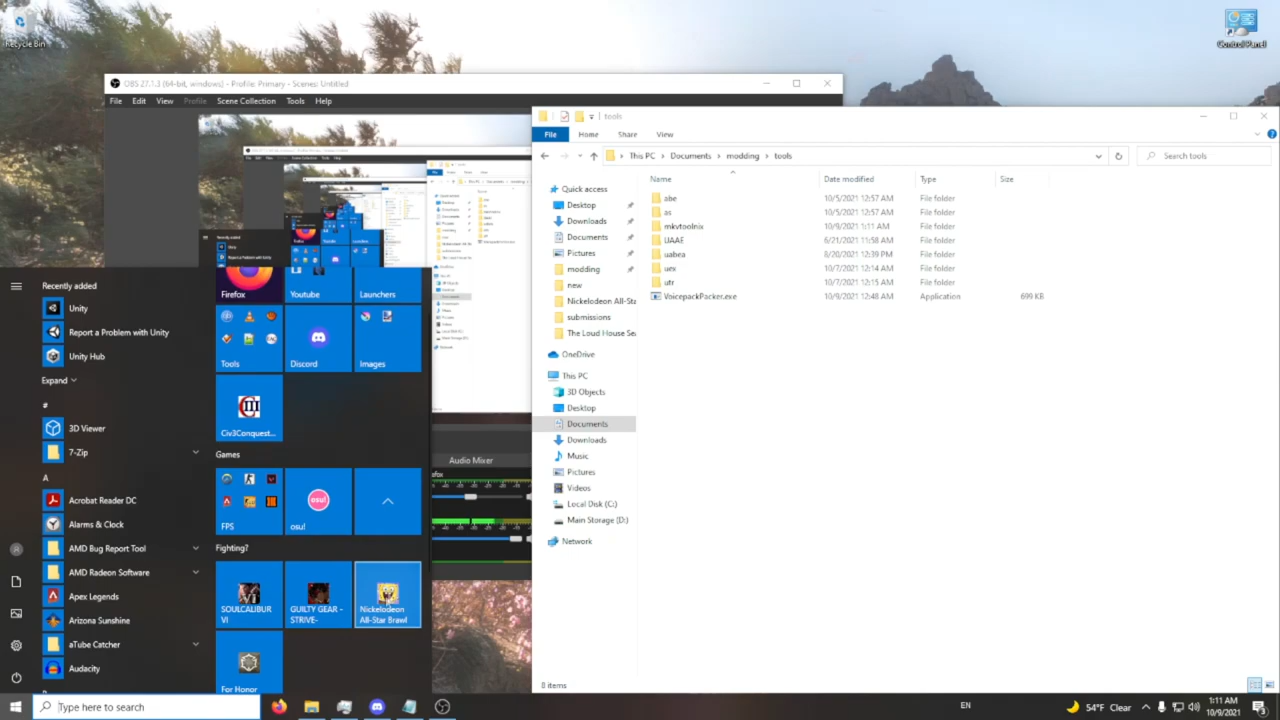 Recycle Bin
Control Panel
OBS 27.1.3 (64-bit, windows) - Profile: Primary - Scenes: Untitled
File Edit View Profile Scene Collection Tools Help
tools
File Home Share View
This PC > Documents > modding > tools
Search tools
Name Date modified Type Size
Quick access
Desktop
Downloads
Documents
Pictures
modding
new
Nickelodeon All-Sta
submissions
The Loud House Sea
OneDrive
This PC
3D Objects
Desktop
Documents
Downloads
Music
Pictures
Videos
Local Disk (C:)
Main Storage (D:)
Network
abe 10/5/2021 12:57 AM File folder
as 10/5/2021 12:57 AM File folder
mkvtoolnix 10/9/2021 1:11 AM File folder
UAAE 6/21/2021 11:58 AM File folder
uabea 8/20/2021 12:39 PM File folder
uex 10/7/2021 12:14 AM File folder
utr 10/7/2021 12:15 AM File folder
VoicepackPacker.exe 10/9/2021 12:48 AM Application 699 KB
8 items
Recently added
Unity
Report a Problem with Unity
Unity Hub
Expand
#
3D Viewer
7-Zip
A
Acrobat Reader DC
Alarms & Clock
AMD Bug Report Tool
AMD Radeon Software
Apex Legends
Arizona Sunshine
aTube Catcher
Audacity
Firefox
Youtube
Launchers
Tools
Discord
Images
Civ3Conquest...
Games
FPS
osu!
osu!
Fighting?
SOULCALIBUR VI
GUILTY GEAR -STRIVE-
Nickelodeon All-Star Brawl
For Honor
Audio Mixer
Type here to search
EN
54°F Clear
1:11 AM
10/9/2021
3